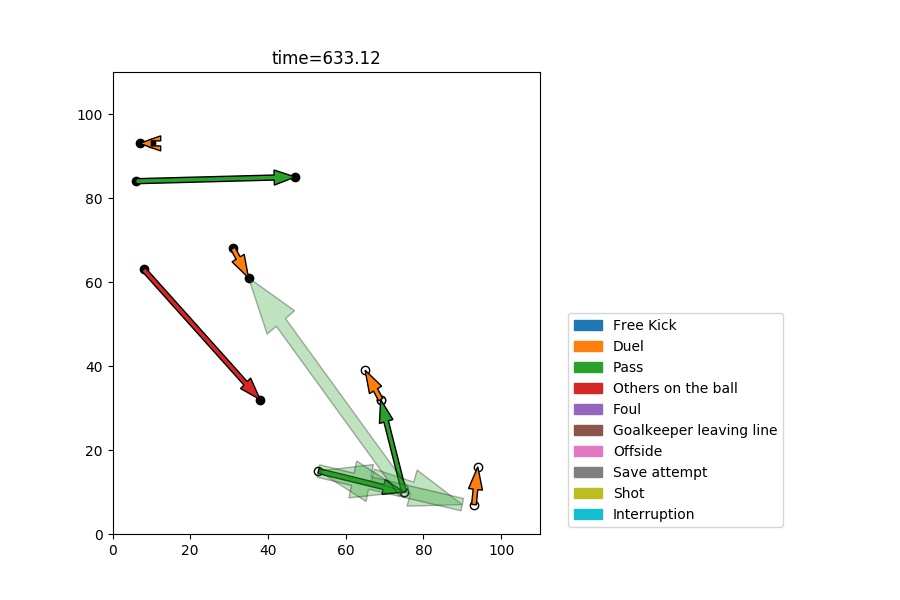 time=633.12
100
80
60
40
20
0
0 20 40 60 80 100
Free Kick
Duel
Pass
Others on the ball
Foul
Goalkeeper leaving line
Offside
Save attempt
Shot
Interruption